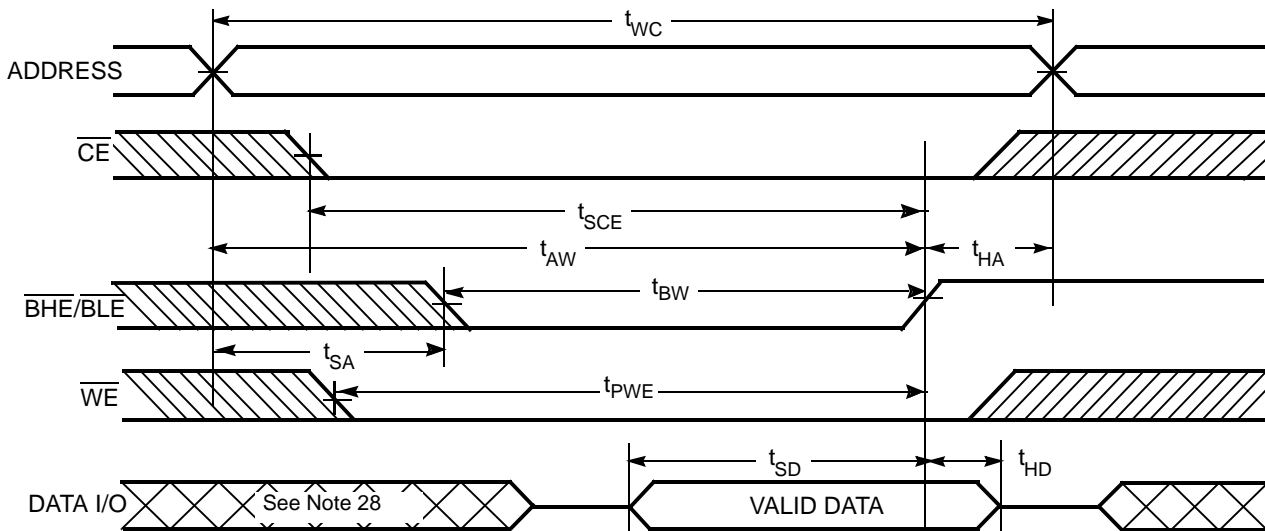 tWC
ADDRESS
CE
tSCE
tAW
tHA
BHE/BLE
tBW
tSA
WE
tPWE
tSD
tHD
DATA I/O
See Note 28
VALID DATA